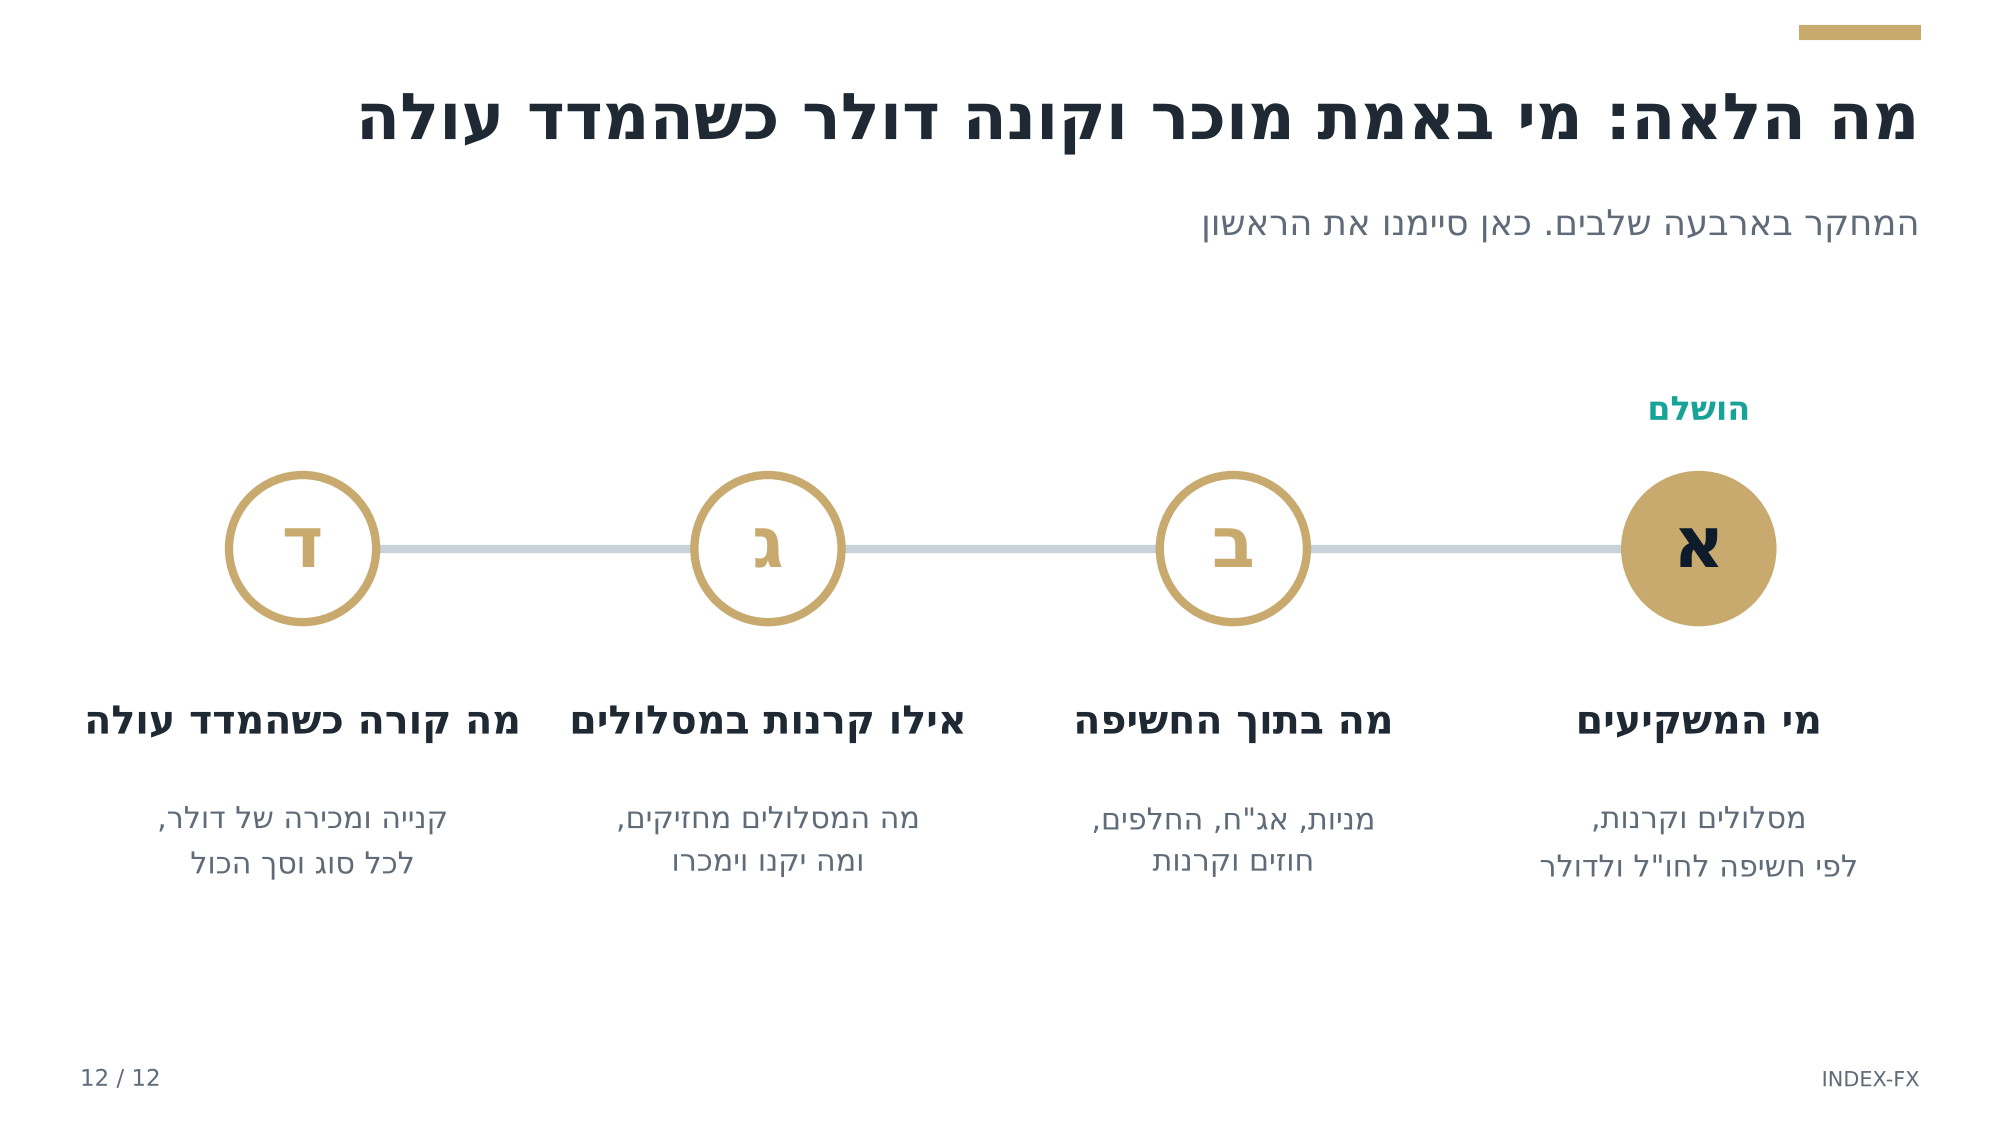 מה הלאה: מי באמת מוכר וקונה דולר כשהמדד עולה
המחקר בארבעה שלבים. כאן סיימנו את הראשון
הושלם
א
מי המשקיעים
מסלולים וקרנות,
לפי חשיפה לחו"ל ולדולר
ב
מה בתוך החשיפה
מניות, אג"ח, החלפים,
חוזים וקרנות
ג
אילו קרנות במסלולים
מה המסלולים מחזיקים,
ומה יקנו וימכרו
ד
מה קורה כשהמדד עולה
קנייה ומכירה של דולר,
לכל סוג וסך הכול
INDEX-FX
12 / 12